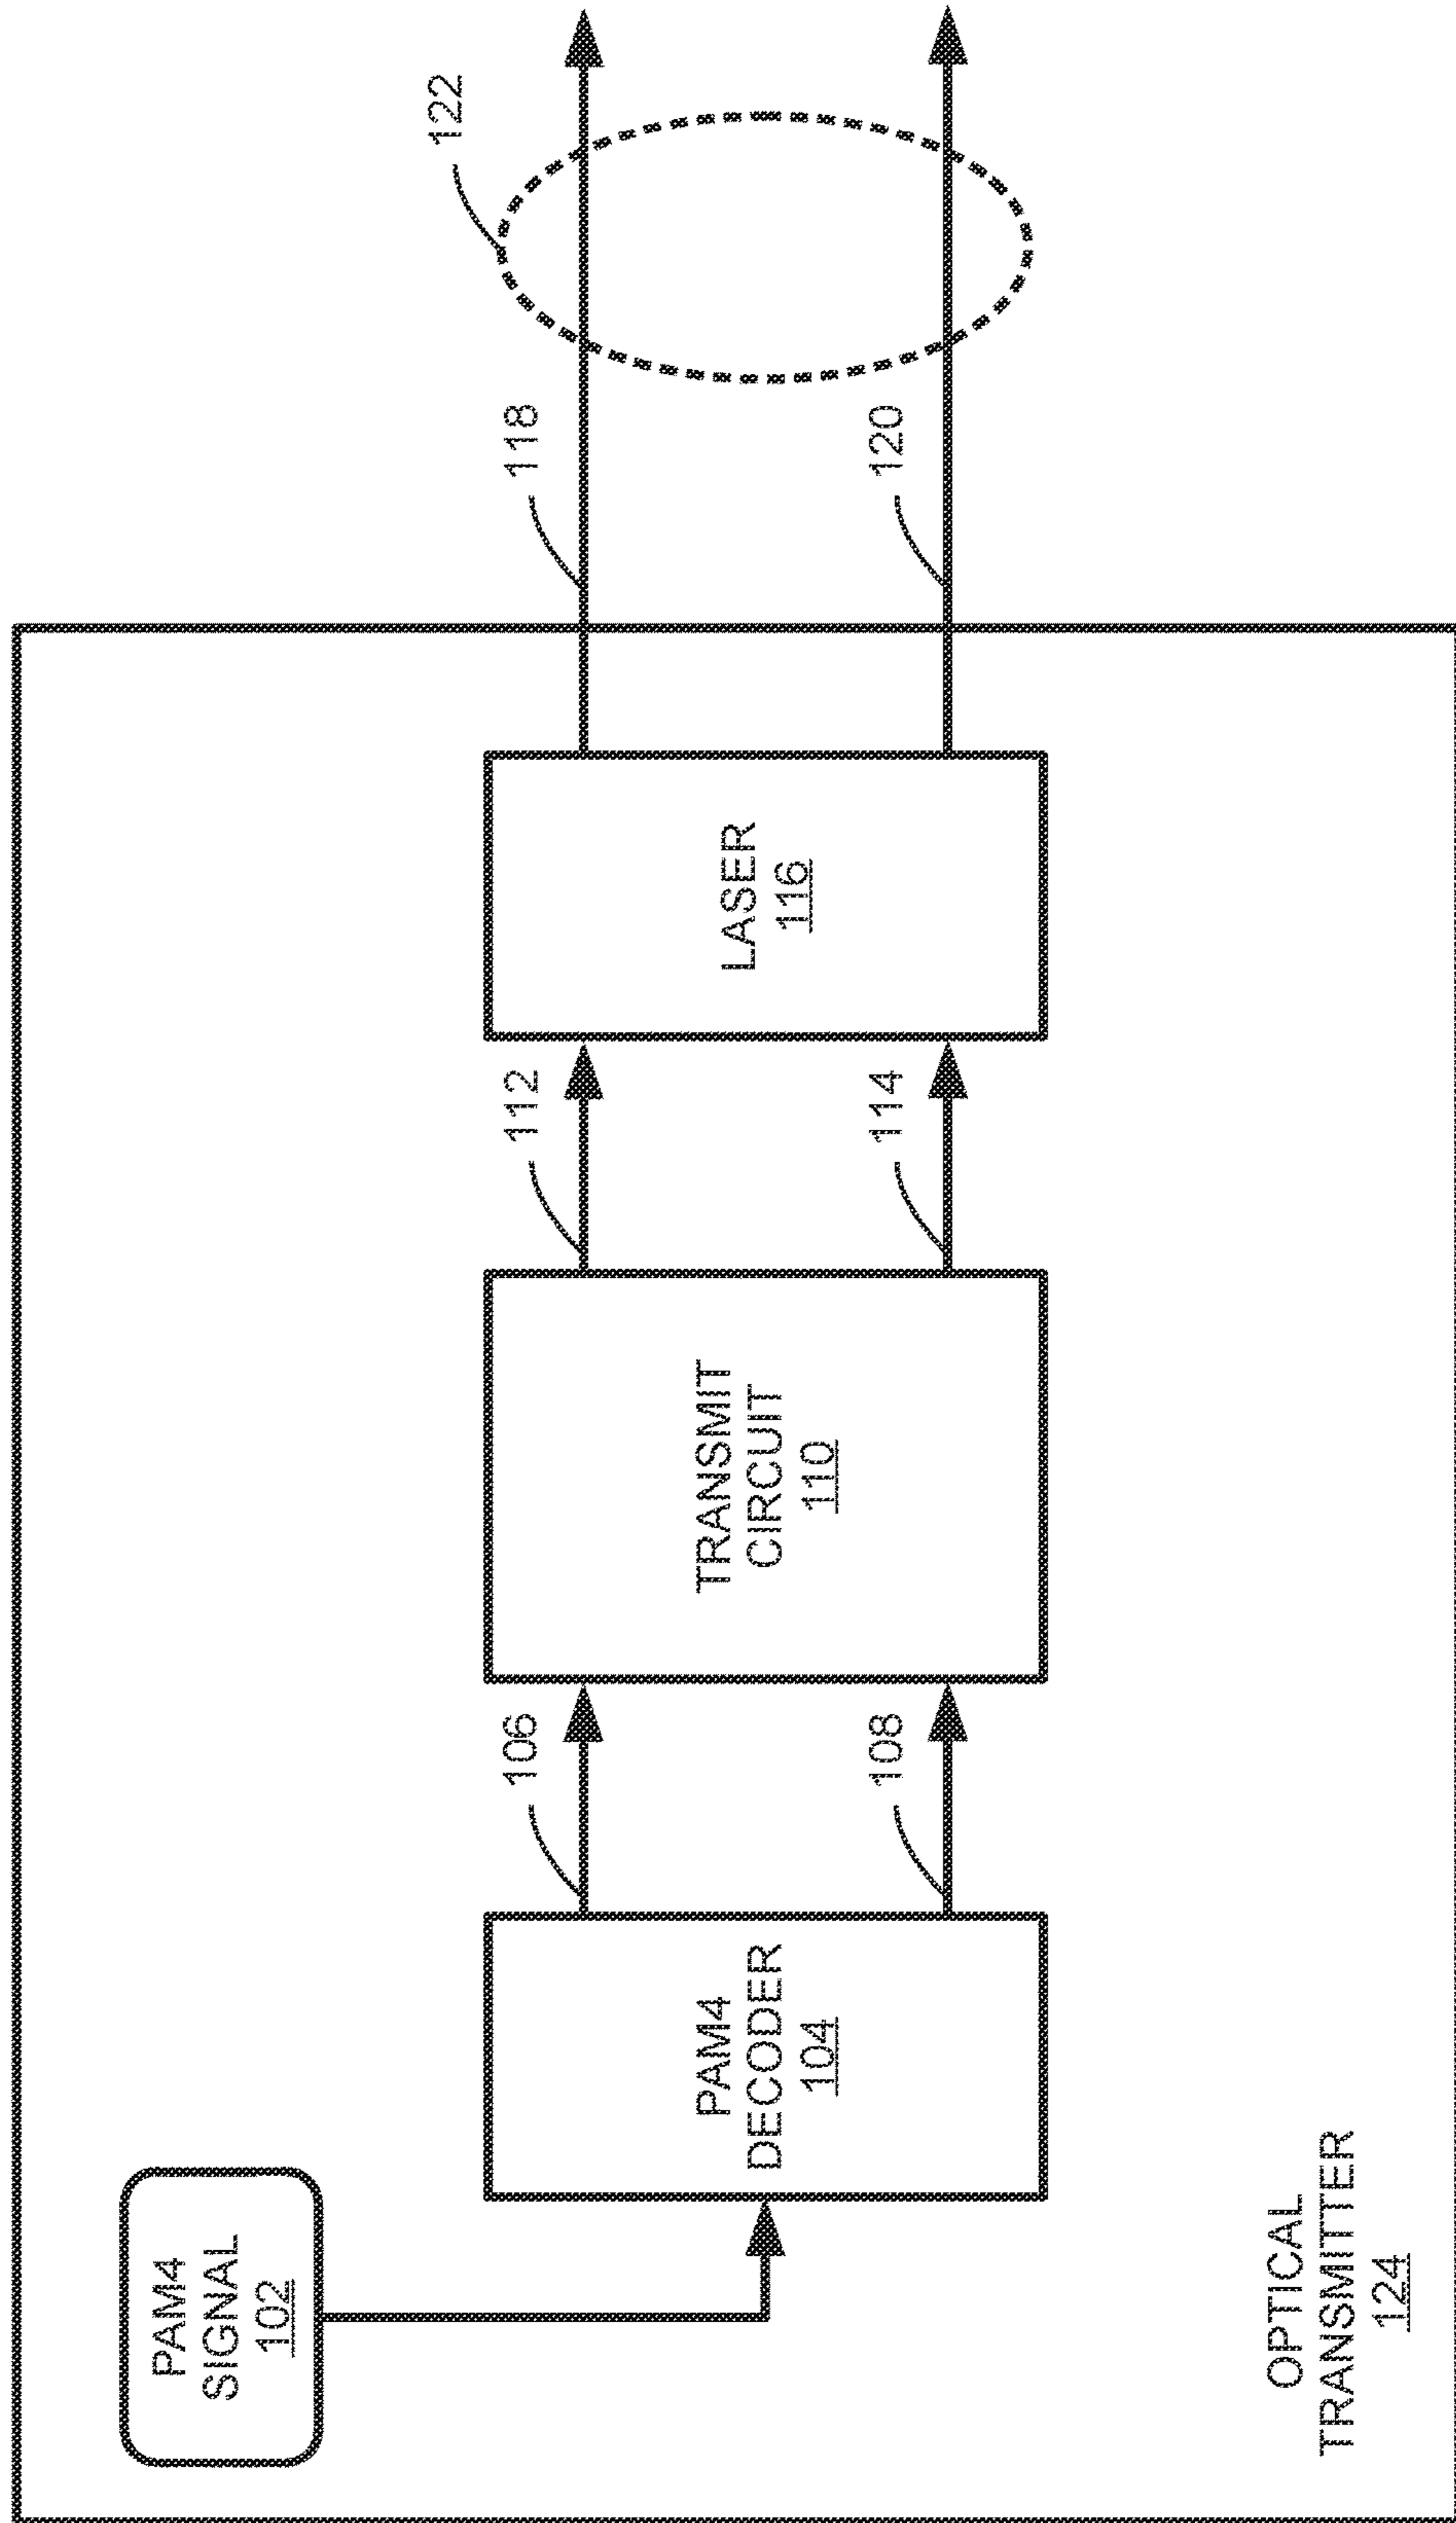 PAM4
SIGNAL
102
PAM4
DECODER
104
106
108
TRANSMIT
CIRCUIT
110
112
114
LASER
116
118
120
122
OPTICAL
TRANSMITTER
124